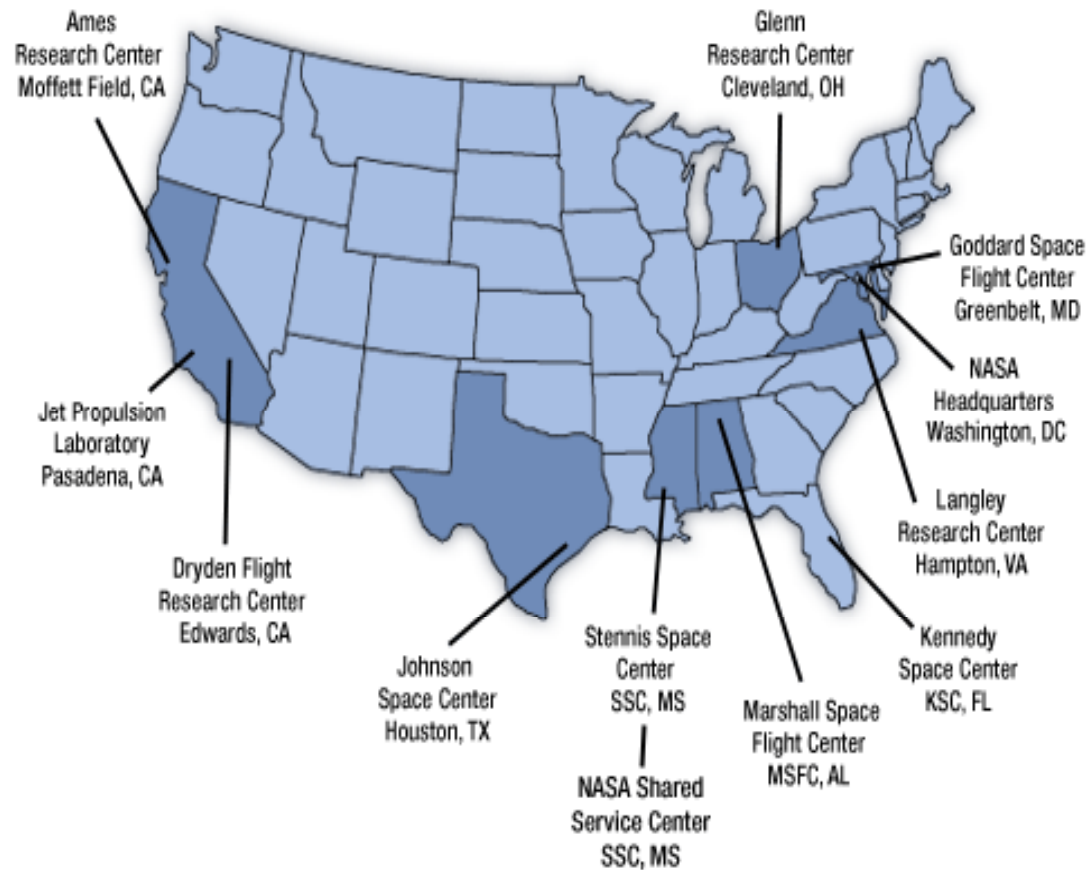 Ames
Research Center
Moffett Field, CA
Glenn
Research Center
Cleveland, OH
Goddard Space
Flight Center
Greenbelt, MD
NASA
Headquarters
Washington, DC
Langley
Research Center
Hampton, VA
Kennedy
Space Center
KSC, FL
Marshall Space
Flight Center
MSFC, AL
Stennis Space
Center
SSC, MS
NASA Shared
Service Center
SSC, MS
Johnson
Space Center
Houston, TX
Dryden Flight
Research Center
Edwards, CA
Jet Propulsion
Laboratory
Pasadena, CA